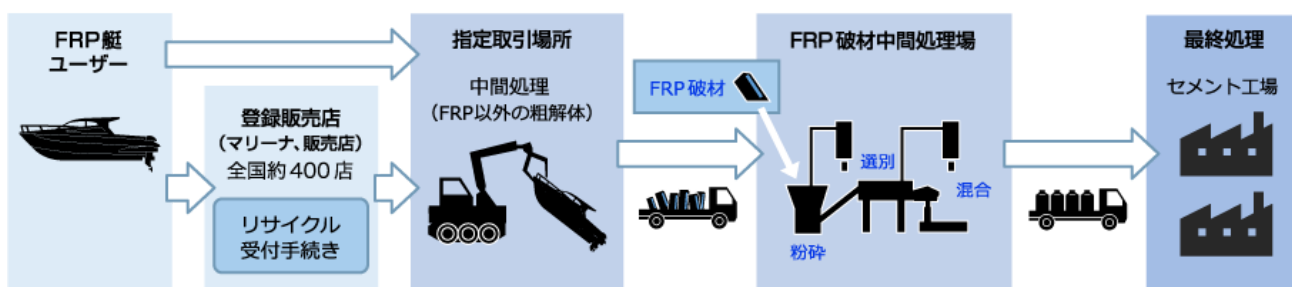 FRP艇
ユーザー
登録販売店
(マリーナ、販売店)
全国約400店
リサイクル
受付手続き
指定取引場所
中間処理
(FRP以外の粗解体)
FRP破材
FRP破材中間処理場
選別
混合
粉砕
最終処理
セメント工場